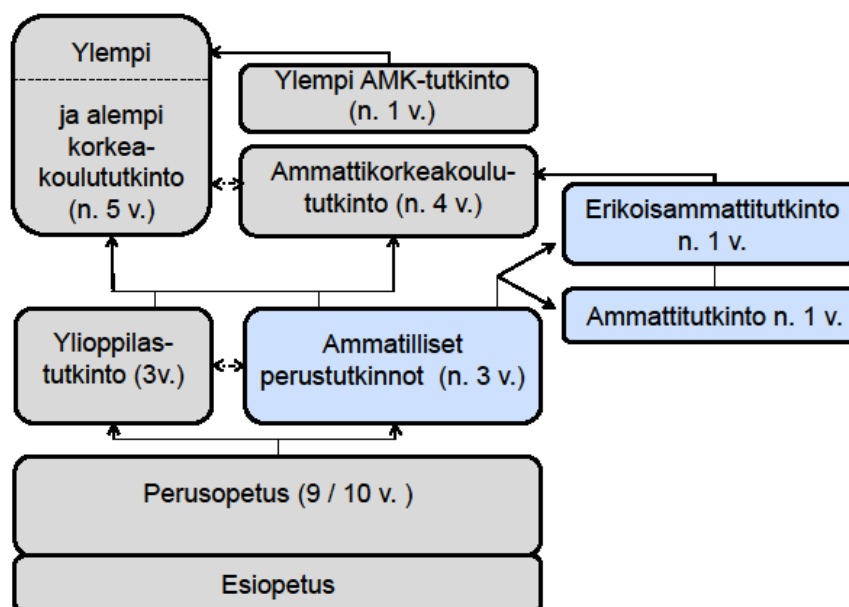 Ylempi
ja alempi
korkea-
koulututkinto
(n. 5 v.)
Ylempi AMK-tutkinto
(n. 1 v.)
Ammattikorkeakoulu-
tutkinto (n. 4 v.)
Erikoisammattitutkinto
n. 1 v.
Ammattitutkinto n. 1 v.
Ylioppilas-
tutkinto (3v.)
Ammatilliset
perustutkinnot (n. 3 v.)
Perusopetus (9 / 10 v. )
Esiopetus